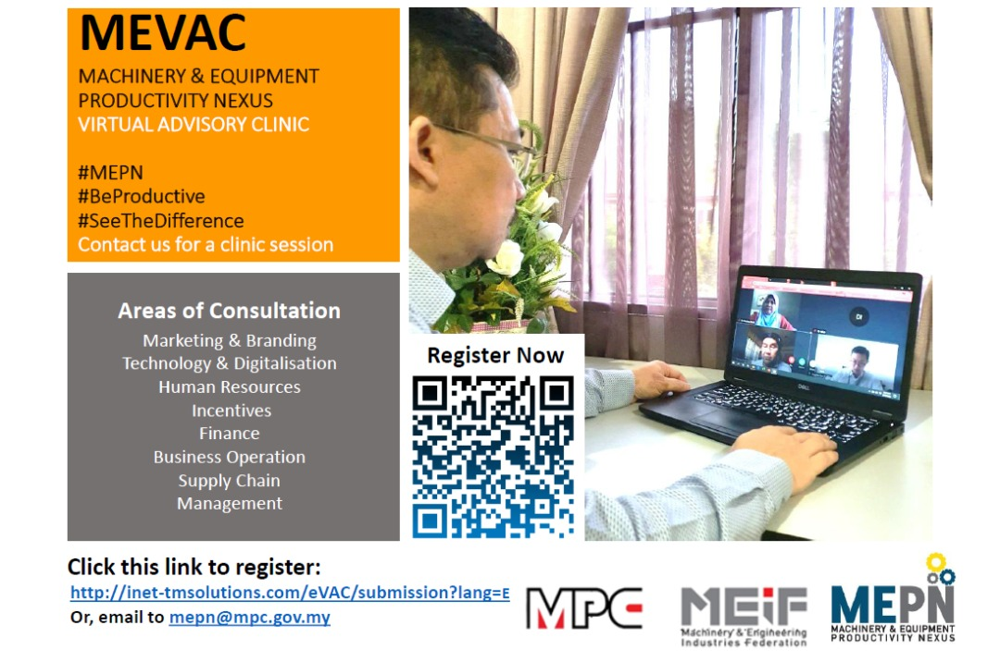 MEVAC
MACHINERY & EQUIPMENT
PRODUCTIVITY NEXUS
VIRTUAL ADVISORY CLINIC
#MEPN
#BeProductive
#SeeTheDifference
Contact us for a clinic session
Areas of Consultation
Marketing & Branding
Technology & Digitalisation
Human Resources
Incentives
Finance
Business Operation
Supply Chain
Management
Register Now
DI
DELL
Click this link to register:
http://inet-tmsolutions.com/eVAC/submission?lang=E
Or, email to mepn@mpc.gov.my
MPC
MEiF
Machinery & Engineering
Industries Federation
MEPN
MACHINERY & EQUIPMENT
PRODUCTIVITY NEXUS